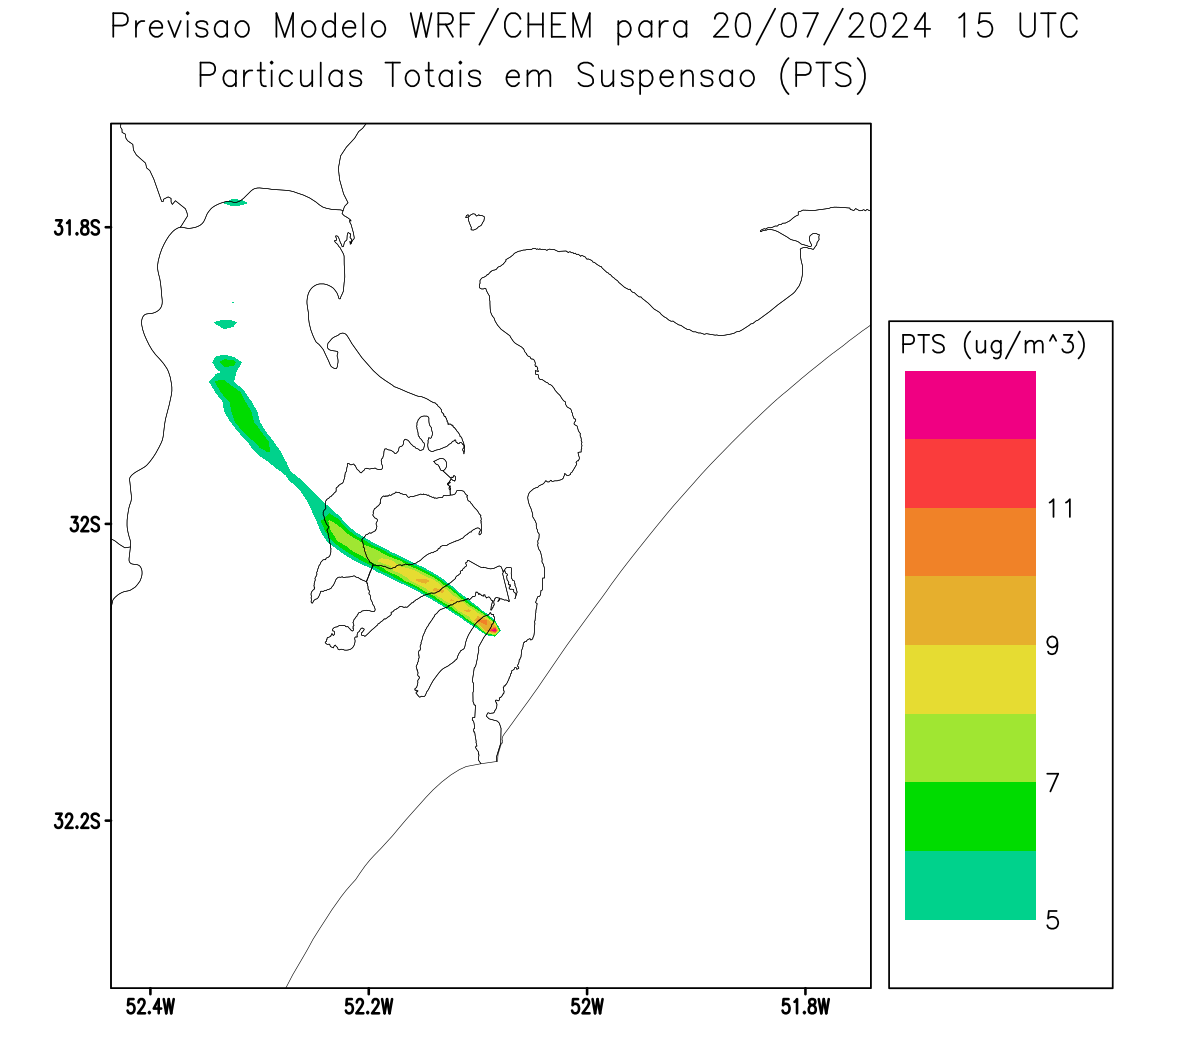 Previsao Modelo WRF/CHEM para 20/07/2024 15 UTC
Particulas Totais em Suspensao (PTS)
31.8S
32S
32.2S
52.4W
52.2W
52W
51.8W
PTS (ug/m^3)
11
9
7
5